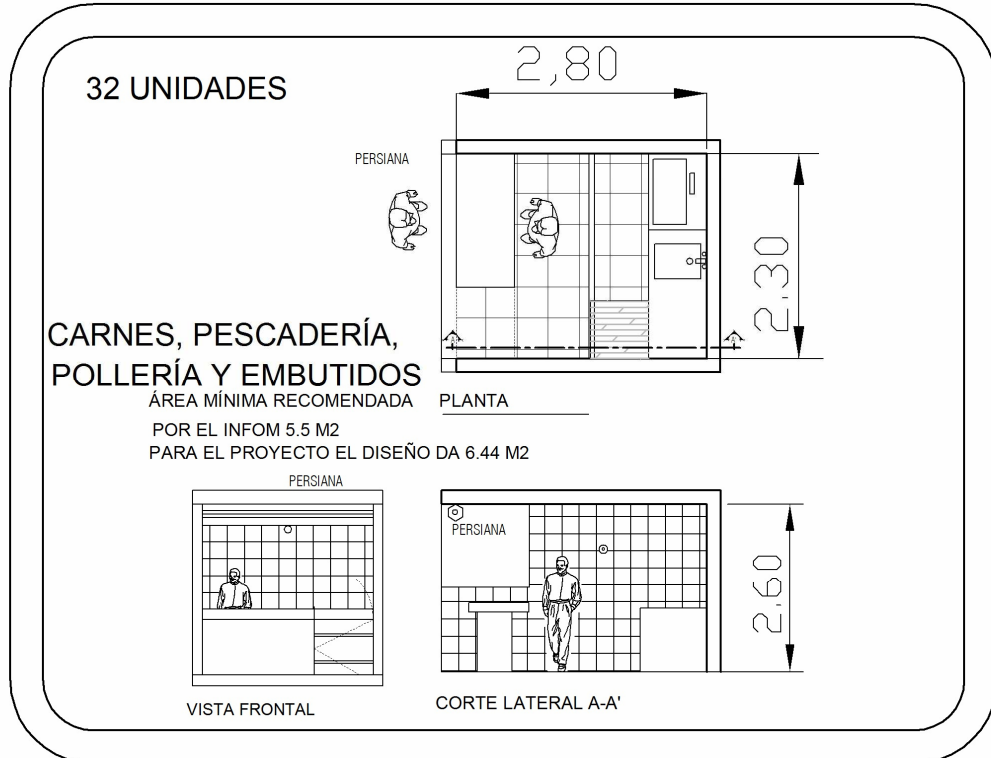 32 UNIDADES
2,80
PERSIANA
2.30
CARNES, PESCADERÍA,
POLLERÍA Y EMBUTIDOS
ÁREA MÍNIMA RECOMENDADA
PLANTA
POR EL INFOM 5.5 M2
PARA EL PROYECTO EL DISEÑO DA 6.44 M2
PERSIANA
PERSIANA
2.60
VISTA FRONTAL
CORTE LATERAL A-A'